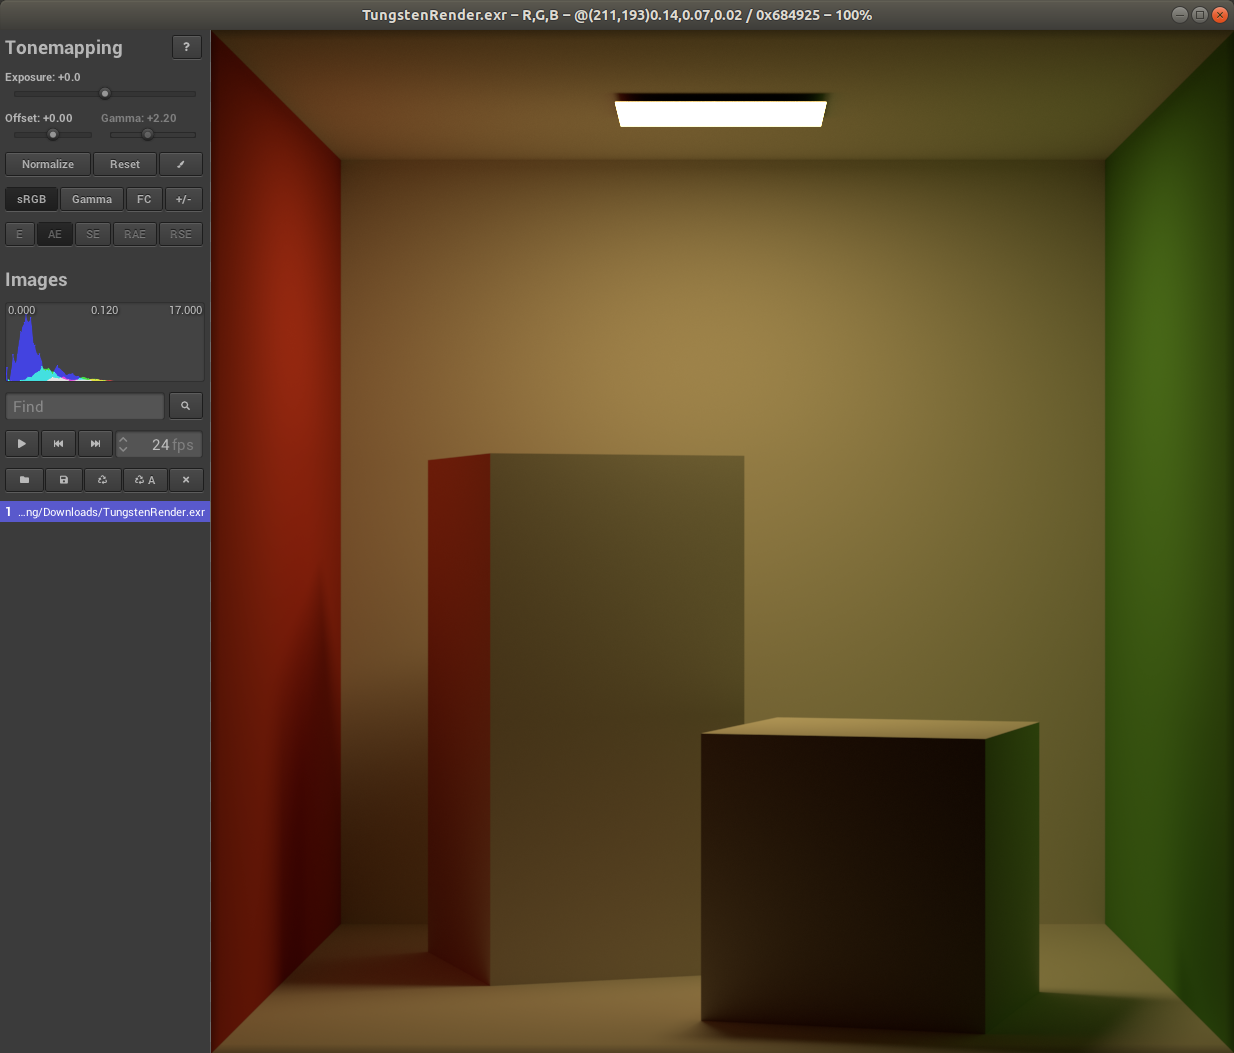 TungstenRender.exr – R,G,B – @(211,193)0.14,0.07,0.02 / 0x684925 – 100%
Tonemapping ?
Exposure: +0.0
Offset: +0.00 Gamma: +2.20
Normalize Reset
sRGB Gamma FC +/-
E AE SE RAE RSE
Images
0.000 0.120 17.000
Find
24 fps
A
1 ...ng/Downloads/TungstenRender.exr